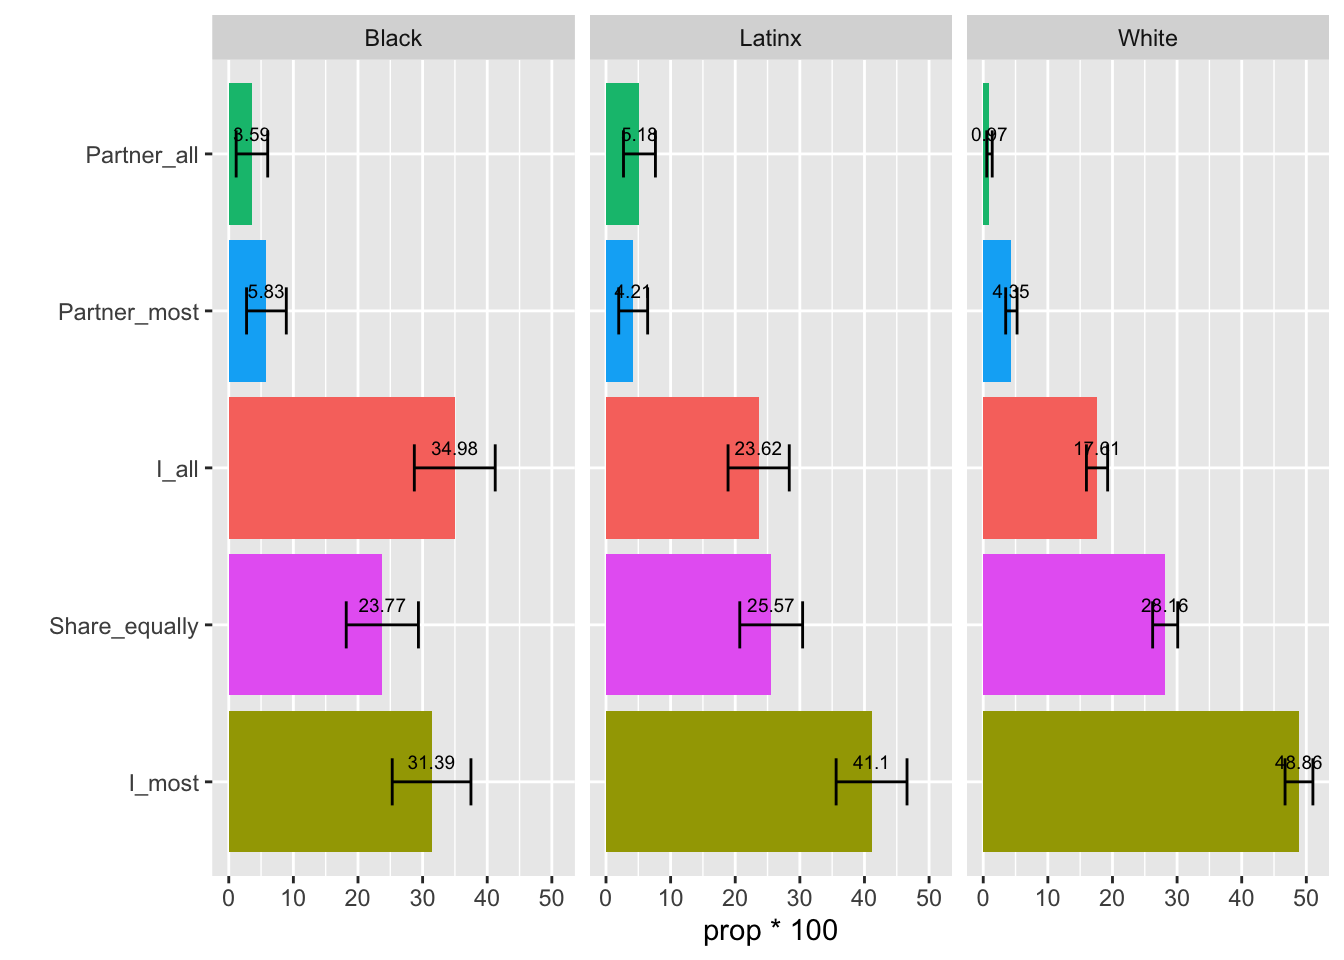 Black Latinx White
Partner_all 3.59 5.18 0.97
Partner_most 5.83 4.21 4.35
I_all 34.98 23.62 17.61
Share_equally 23.77 25.57 28.16
I_most 31.39 41.1 48.86
0 10 20 30 40 50 0 10 20 30 40 50 0 10 20 30 40 50
prop * 100